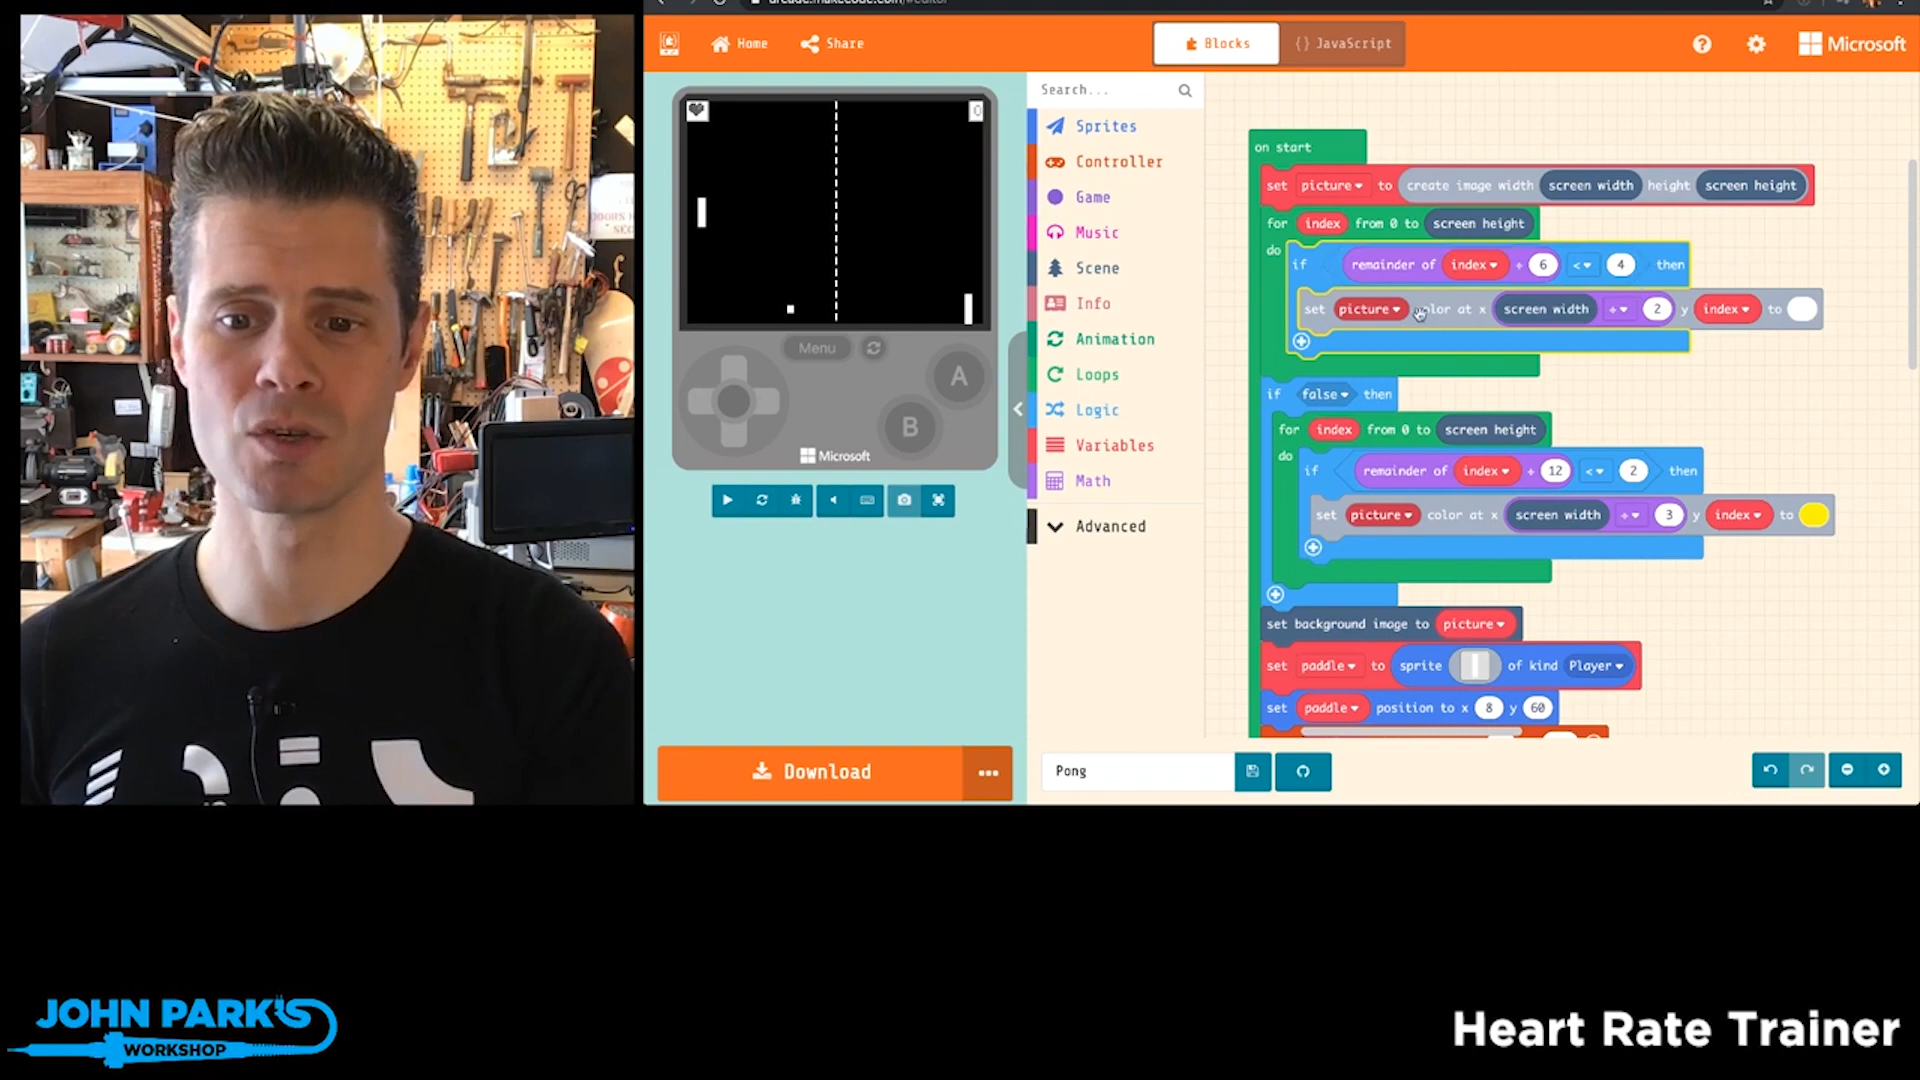 arcade.makecode.com/#editor
Home
Share
Blocks
{} JavaScript
Microsoft
Search...
Sprites
Controller
Game
Music
Scene
Info
Animation
Loops
Logic
Variables
Math
Advanced
0
Menu
A
B
Microsoft
Download
on start
set picture to create image width screen width height screen height
for index from 0 to screen height
do
if remainder of index ÷ 6 < 4 then
set picture color at x screen width ÷ 2 y index to
if false then
for index from 0 to screen height
do
if remainder of index ÷ 12 < 2 then
set picture color at x screen width ÷ 3 y index to
set background image to picture
set paddle to sprite of kind Player
set paddle position to x 8 y 60
Pong
JOHN PARK'S
WORKSHOP
Heart Rate Trainer